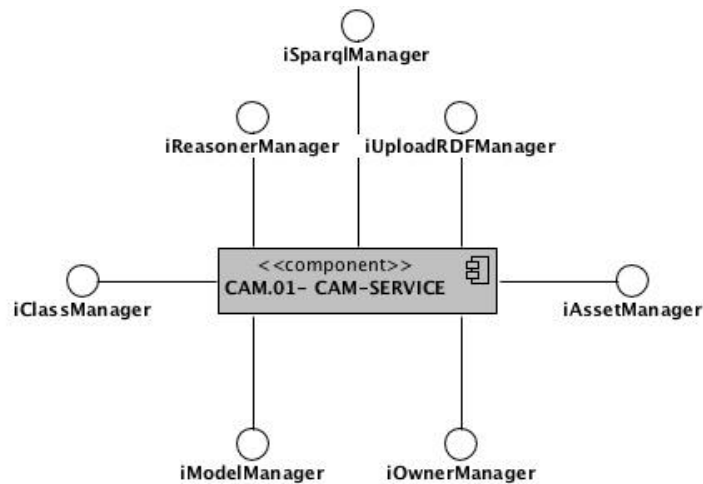 iSparqlManager
iReasonerManager
iUploadRDFManager
<<component>>
CAM.01- CAM-SERVICE
iClassManager
iAssetManager
iModelManager
iOwnerManager